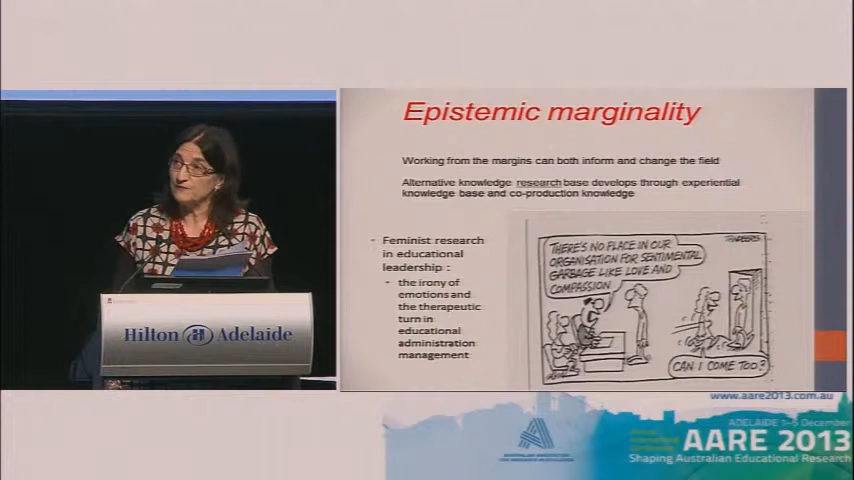 Epistemic marginality
Working from the margins can both inform and change the field
Alternative knowledge research base develops through experiential
knowledge base and co-production knowledge
- Feminist research
in educational
leadership :
- the irony of
emotions and
the therapeutic
turn in
educational
administration
management
THERE'S NO PLACE IN OUR
ORGANISATION FOR SENTIMENTAL
GARBAGE LIKE LOVE AND
COMPASSION
CAN I COME TOO?
Hilton Adelaide
www.aare2013.com.au
ADELAIDE 1-5 December
AARE 2013
Shaping Australian Educational Research